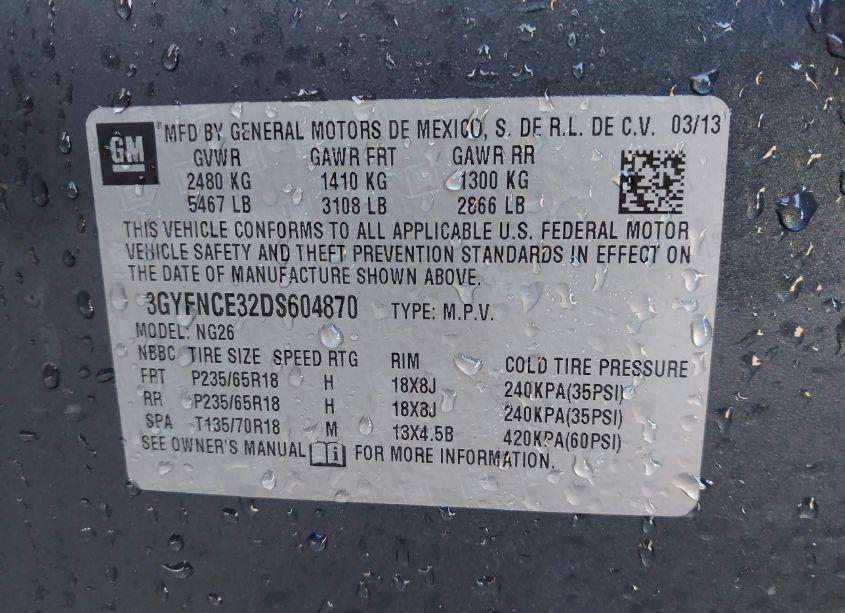 GM
® MFD BY GENERAL MOTORS DE MEXICO, S. DE R.L. DE C.V. 03/13
GVWR GAWR FRT GAWR RR
2480 KG 1410 KG 1300 KG
5467 LB 3108 LB 2866 LB
THIS VEHICLE CONFORMS TO ALL APPLICABLE U.S. FEDERAL MOTOR
VEHICLE SAFETY AND THEFT PREVENTION STANDARDS IN EFFECT ON
THE DATE OF MANUFACTURE SHOWN ABOVE.
3GYFNCE32DS604870 TYPE: M.P.V.
MODEL: NG26
NBBC TIRE SIZE SPEED RTG RIM COLD TIRE PRESSURE
FRT P235/65R18 H 18X8J 240KPA(35PSI)
RR P235/65R18 H 18X8J 240KPA(35PSI)
SPA T135/70R18 M 13X4.5B 420KPA(60PSI)
SEE OWNER'S MANUAL FOR MORE INFORMATION.